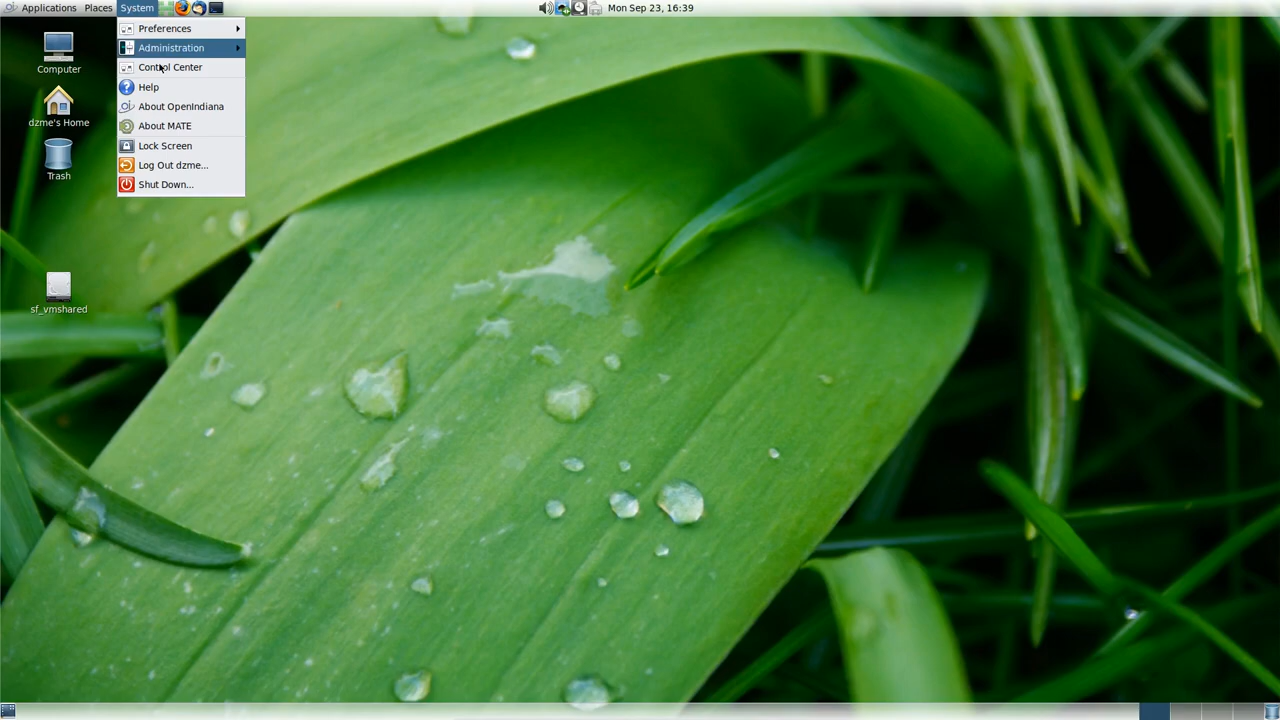 Applications Places System Mon Sep 23, 16:39
Preferences
Administration
Control Center
Help
About OpenIndiana
About MATE
Lock Screen
Log Out dzme...
Shut Down...
Computer
dzme's Home
Trash
sf_vmshared